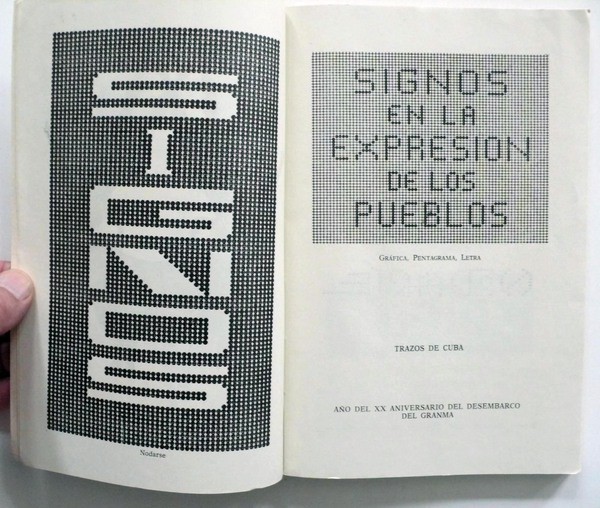 SIGNOS
Nodarse
SIGNOS
EN LA
EXPRESION
DE LOS
PUEBLOS
GRÁFICA, PENTAGRAMA, LETRA
TRAZOS DE CUBA
AÑO DEL XX ANIVERSARIO DEL DESEMBARCO
DEL GRANMA